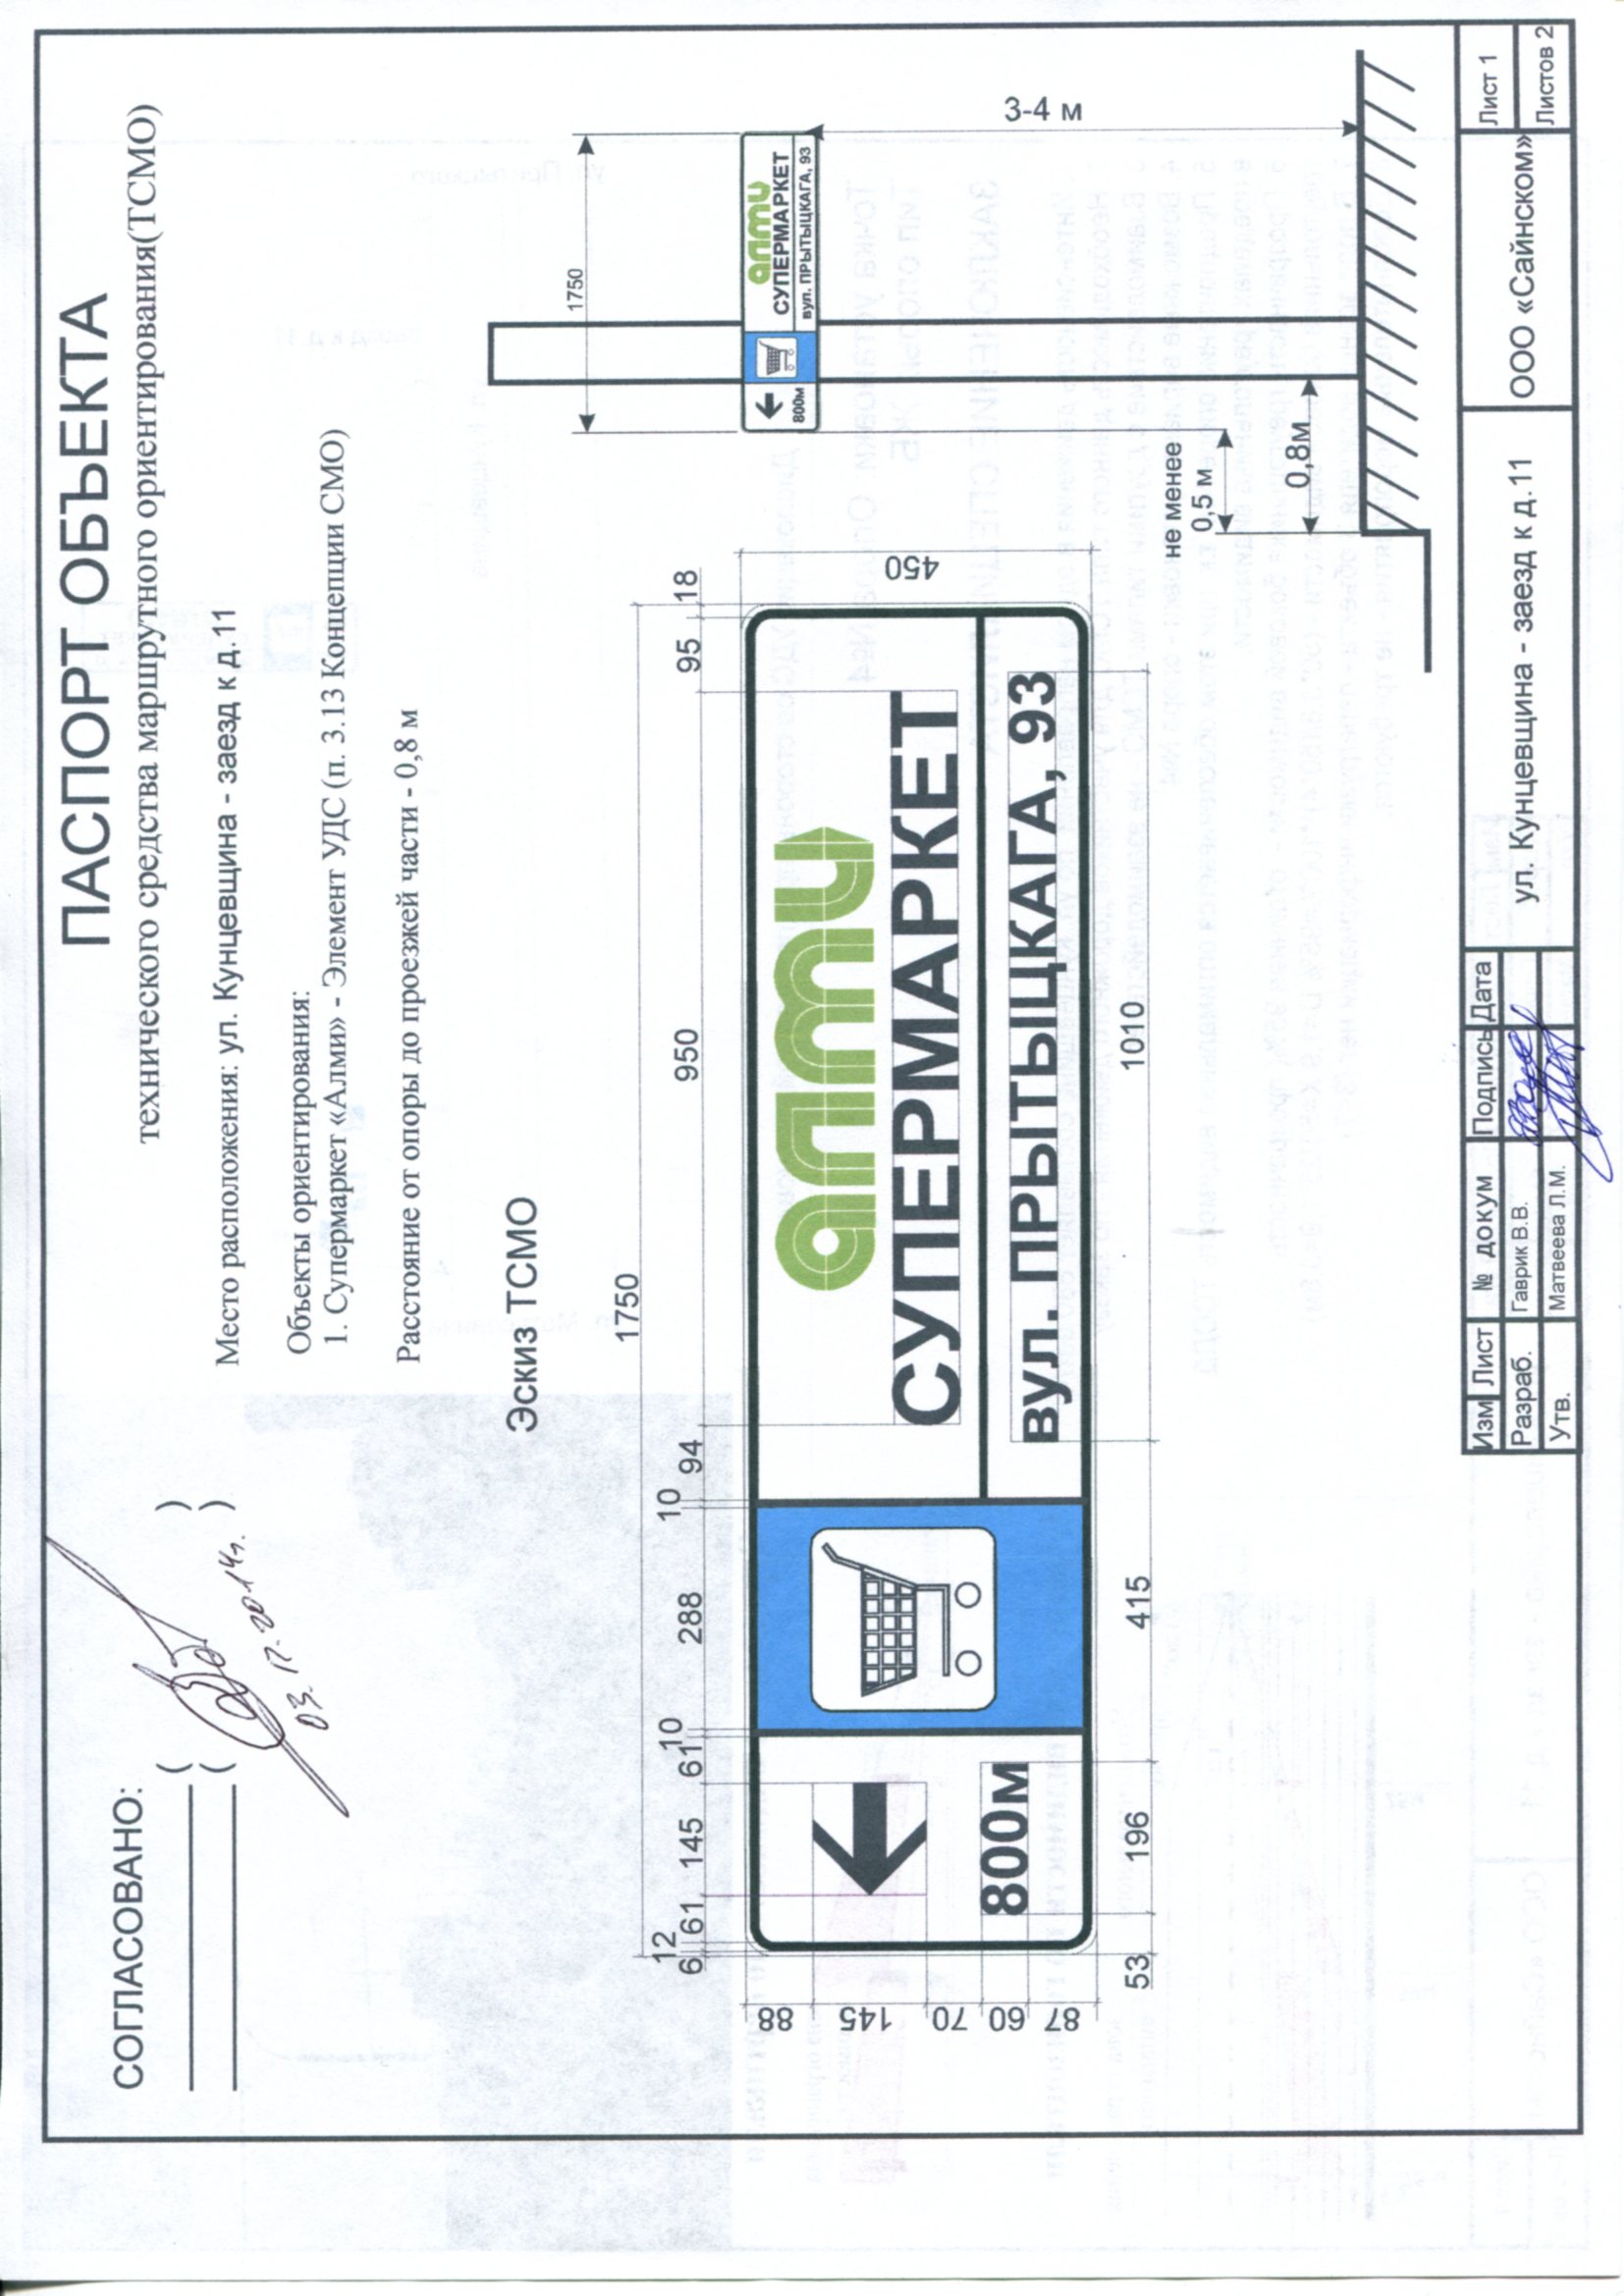 СОГЛАСОВАНО:
( )
( )
03.12.2014г.
ПАСПОРТ ОБЪЕКТА
технического средства маршрутного ориентирования(ТСМО)
Место расположения: ул. Кунцевщина - заезд к д.11
Объекты ориентирования:
1. Супермаркет «Алми» - Элемент УДС (п. 3.13 Концепции СМО)
Расстояние от опоры до проезжей части - 0,8 м
Эскиз ТСМО
1750
6 12 61 145 61 10 288 10 94 950 95 18
88
145
70
60
87
450
800м
алми
СУПЕРМАРКЕТ
вул. ПРЫТЫЦКАГА, 93
53 196 415 1010
1750
800м
алми
СУПЕРМАРКЕТ
вул. ПРЫТЫЦКАГА, 93
3-4 м
не менее
0,5 м
0,8м
Изм Лист № докум Подпись Дата
Разраб. Гаврик В.В.
Утв. Матвеева Л.М.
ул. Кунцевщина - заезд к д.11
ООО «Сайнском»
Лист 1
Листов 2